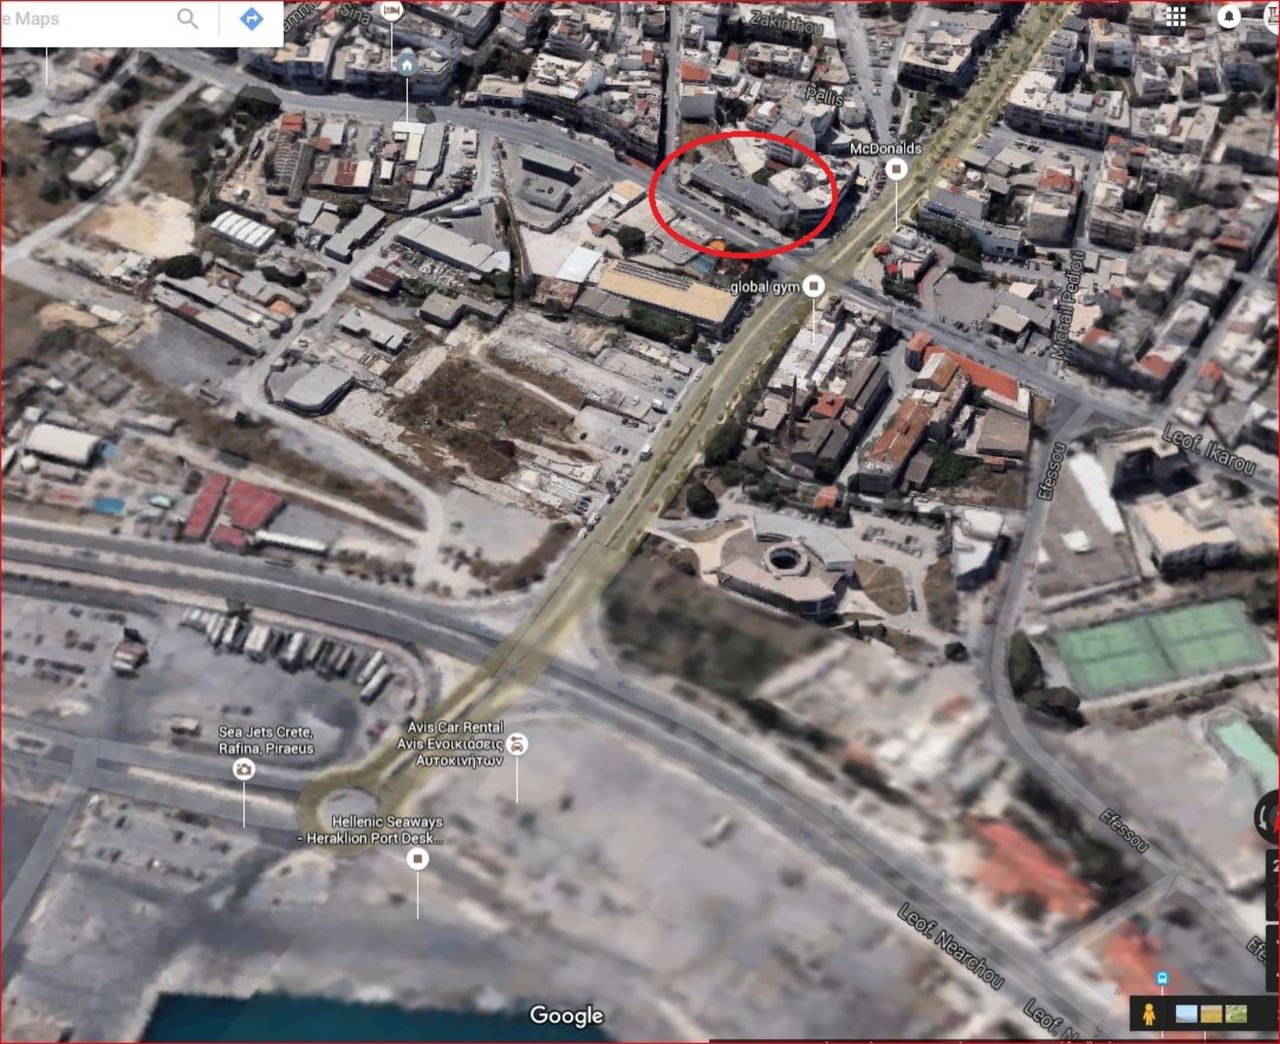 e Maps
Sina
Zakinthou
Pellis
McDonalds
global gym
Michail Pedioti
Leof. Ikarou
Efessou
Sea Jets Crete,
Rafina, Piraeus
Avis Car Rental
Avis Ενοικιάσεις
Αυτοκινήτων
Hellenic Seaways
- Heraklion Port Desk...
Efessou
Leof. Nearchou
Google